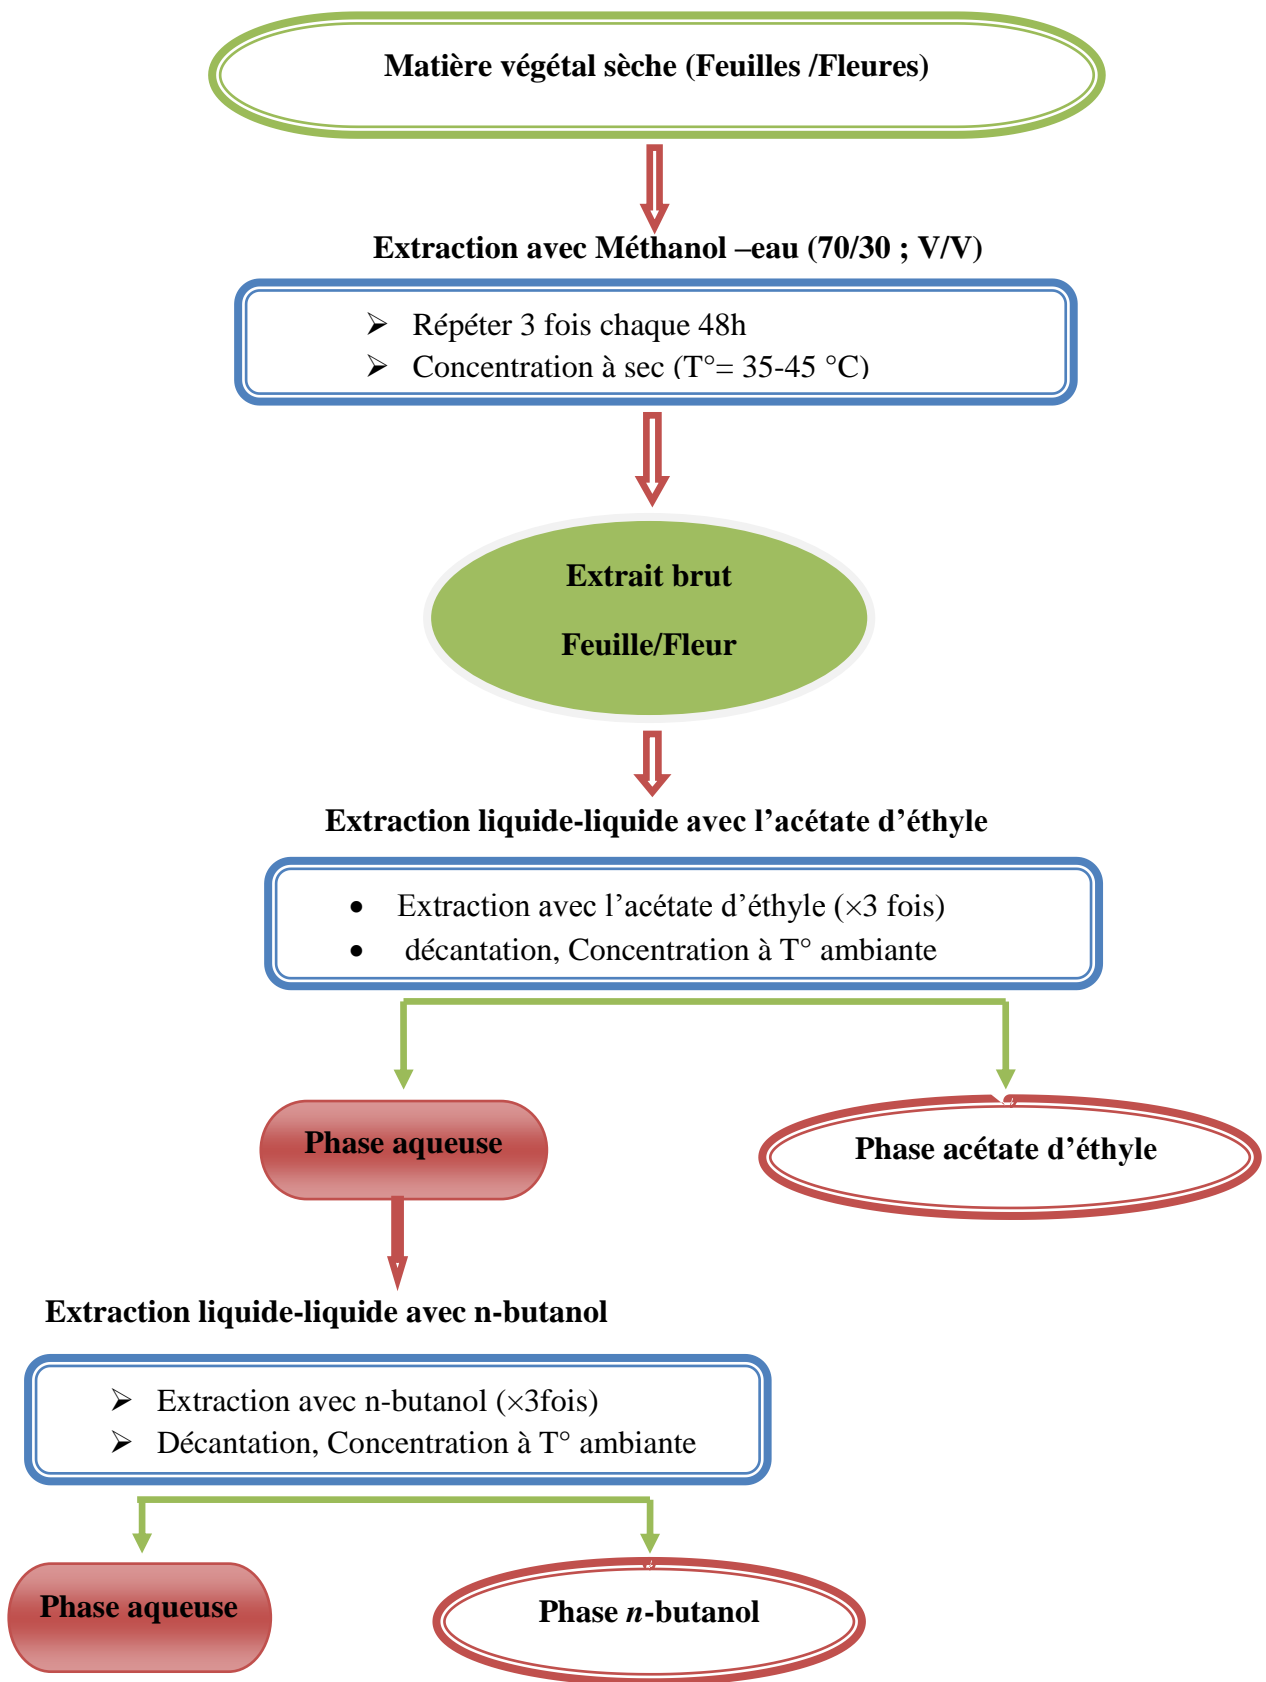 Matière végétal sèche (Feuilles /Fleures)
Extraction avec Méthanol –eau (70/30 ; V/V)
➢ Répéter 3 fois chaque 48h
➢ Concentration à sec (T°= 35-45 °C)
Extrait brut
Feuille/Fleur
Extraction liquide-liquide avec l’acétate d’éthyle
• Extraction avec l’acétate d’éthyle (×3 fois)
• décantation, Concentration à T° ambiante
Phase aqueuse
Phase acétate d’éthyle
Extraction liquide-liquide avec n-butanol
➢ Extraction avec n-butanol (×3fois)
➢ Décantation, Concentration à T° ambiante
Phase aqueuse
Phase n-butanol